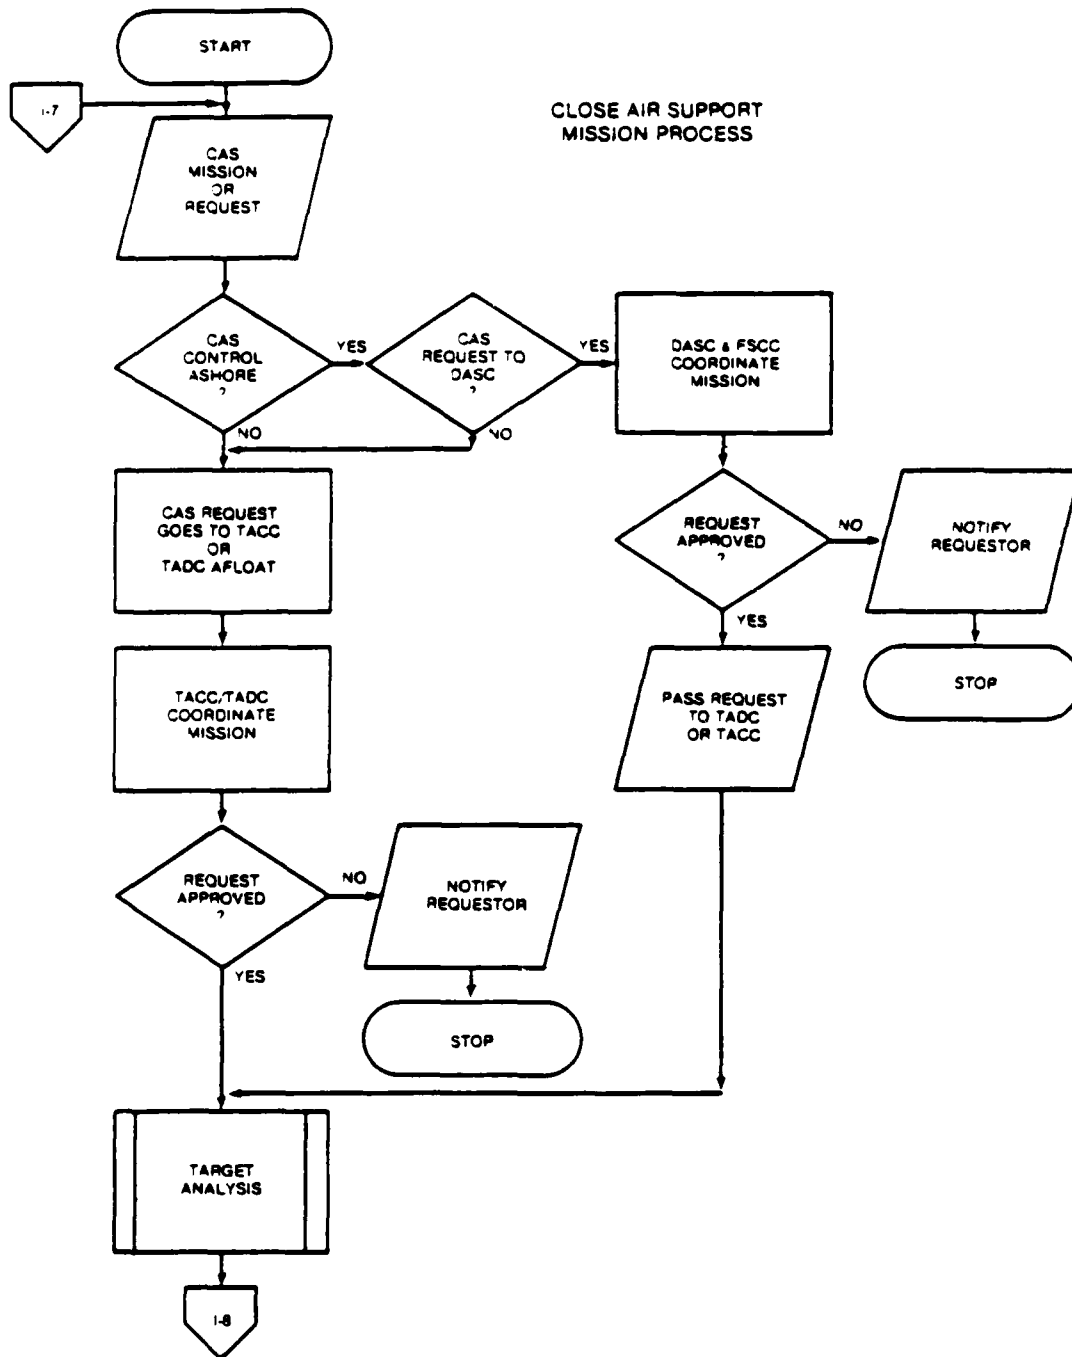 START
I-7
CLOSE AIR SUPPORT
MISSION PROCESS
CAS
MISSION
OR
REQUEST
CAS
CONTROL
ASHORE
?
YES
NO
CAS
REQUEST TO
DASC
?
YES
NO
DASC & FSCC
COORDINATE
MISSION
CAS REQUEST
GOES TO TACC
OR
TADC AFLOAT
REQUEST
APPROVED
?
NO
YES
NOTIFY
REQUESTOR
STOP
TACC/TADC
COORDINATE
MISSION
PASS REQUEST
TO TADC
OR TACC
REQUEST
APPROVED
?
NO
YES
NOTIFY
REQUESTOR
STOP
TARGET
ANALYSIS
I-8